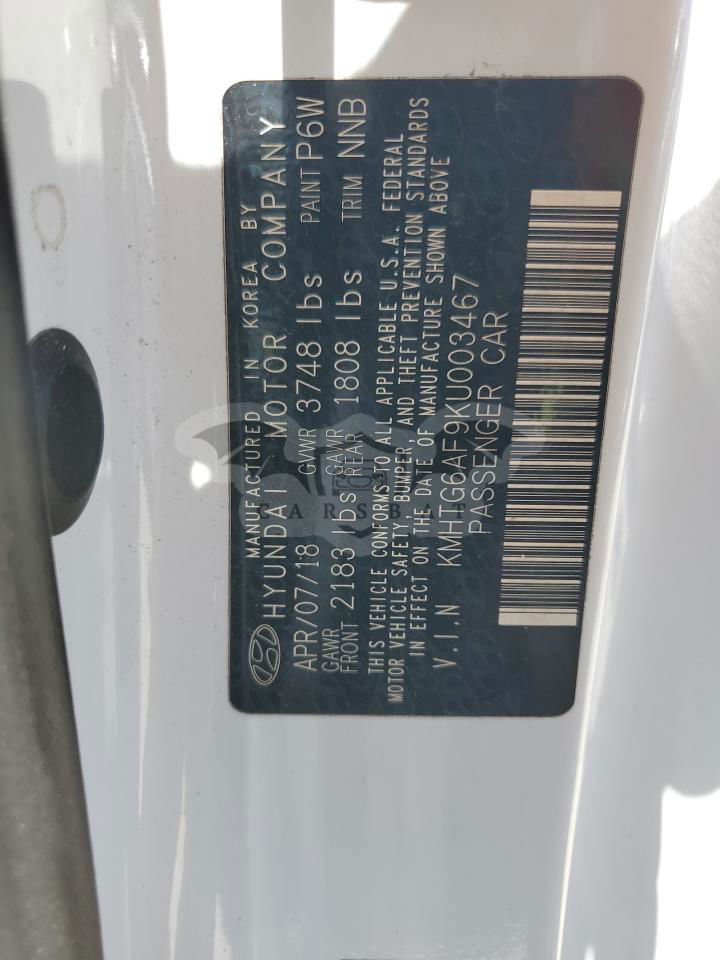 MANUFACTURED IN KOREA BY
HYUNDAI MOTOR COMPANY
APR/07/18 GVWR 3748 lbs PAINT P6W
GAWR FRONT 2183 lbs GAWR REAR 1808 lbs TRIM NNB
THIS VEHICLE CONFORMS TO ALL APPLICABLE U.S.A. FEDERAL
MOTOR VEHICLE SAFETY, BUMPER, AND THEFT PREVENTION STANDARDS
IN EFFECT ON THE DATE OF MANUFACTURE SHOWN ABOVE
V.I.N KMHTG6AF9KU003467
PASSENGER CAR
CARSBAT